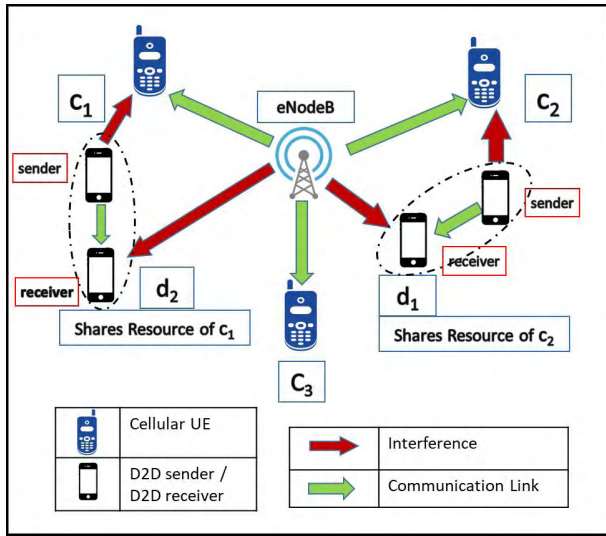 c₁
eNodeB
c₂
sender
sender
receiver
receiver
d₂
d₁
Shares Resource of c₁
Shares Resource of c₂
C₃
Cellular UE
D2D sender /
D2D receiver
Interference
Communication Link